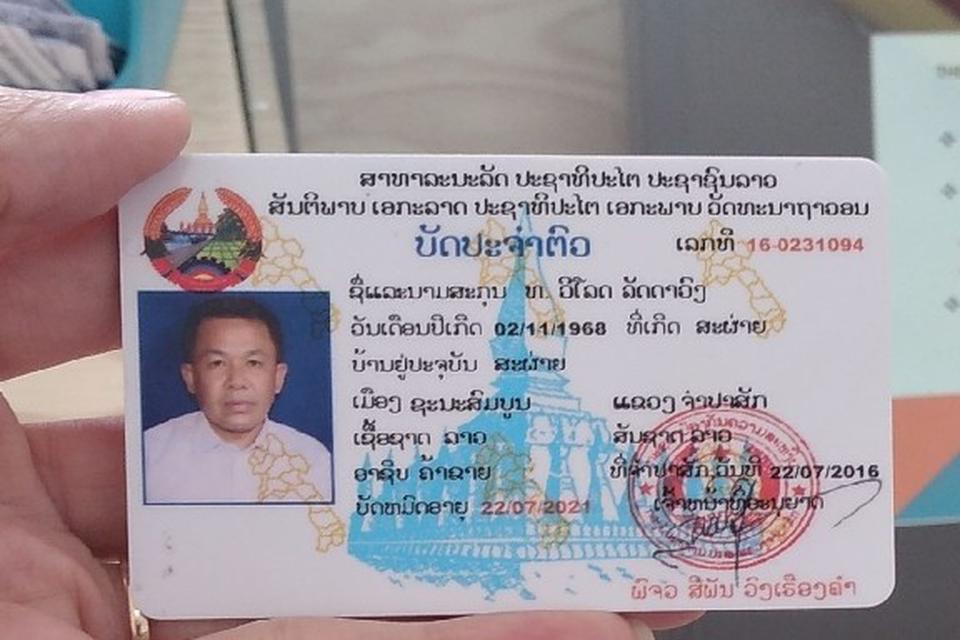 ສາທາລະນະລັດ ປະຊາທິປະໄຕ ປະຊາຊົນລາວ
ສັນຕິພາບ ເອກະລາດ ປະຊາທິປະໄຕ ເອກະພາບ ວັດທະນາຖາວອນ
ບັດປະຈຳຕົວ ເລກທີ 16-0231094
ຊື່ແລະນາມສະກຸນ ທ. ວິໂລດ ລັດດາວົງ
ວັນເດືອນປີເກີດ 02/11/1968 ທີ່ເກີດ ສະຜ່າຍ
ບ້ານຢູ່ປະຈຸບັນ ສະຜ່າຍ
ເມືອງ ຊະນະສົມບູນ ແຂວງ ຈຳປາສັກ
ເຊື້ອຊາດ ລາວ ສັນຊາດ ລາວ
ອາຊີບ ຄ້າຂາຍ ທີ່ຈຳປາສັກ, ວັນທີ 22/07/2016
ບັດຫມົດອາຍຸ 22/07/2021 ເຈົ້າຫນ້າທີ່ອະນຸຍາດ
ພົຈວ ສີພັນ ວົງເຮືອງຄຳ